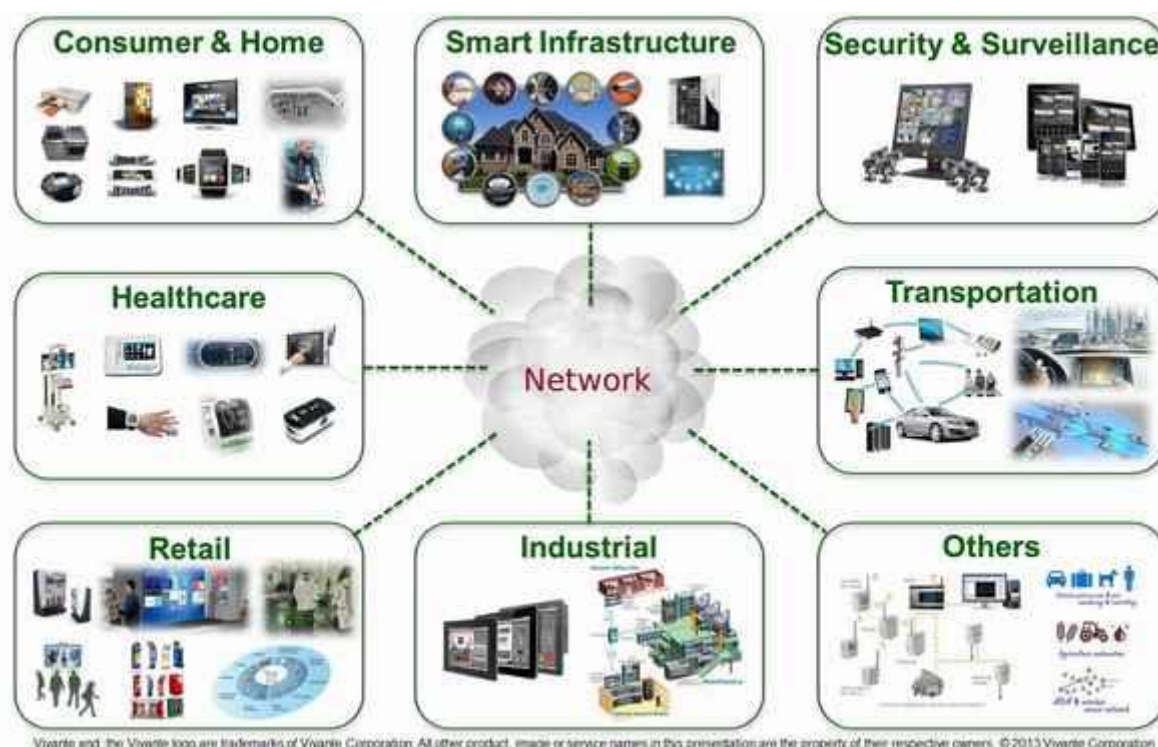 Consumer & Home
Smart Infrastructure
Security & Surveillance
Healthcare
Network
Transportation
Retail
Industrial
Others
Agriculture automation
Vivante and the Vivante logo are trademarks of Vivante Corporation. All other product, image or service names in this presentation are the property of their respective owners. ©2013 Vivante Corporation